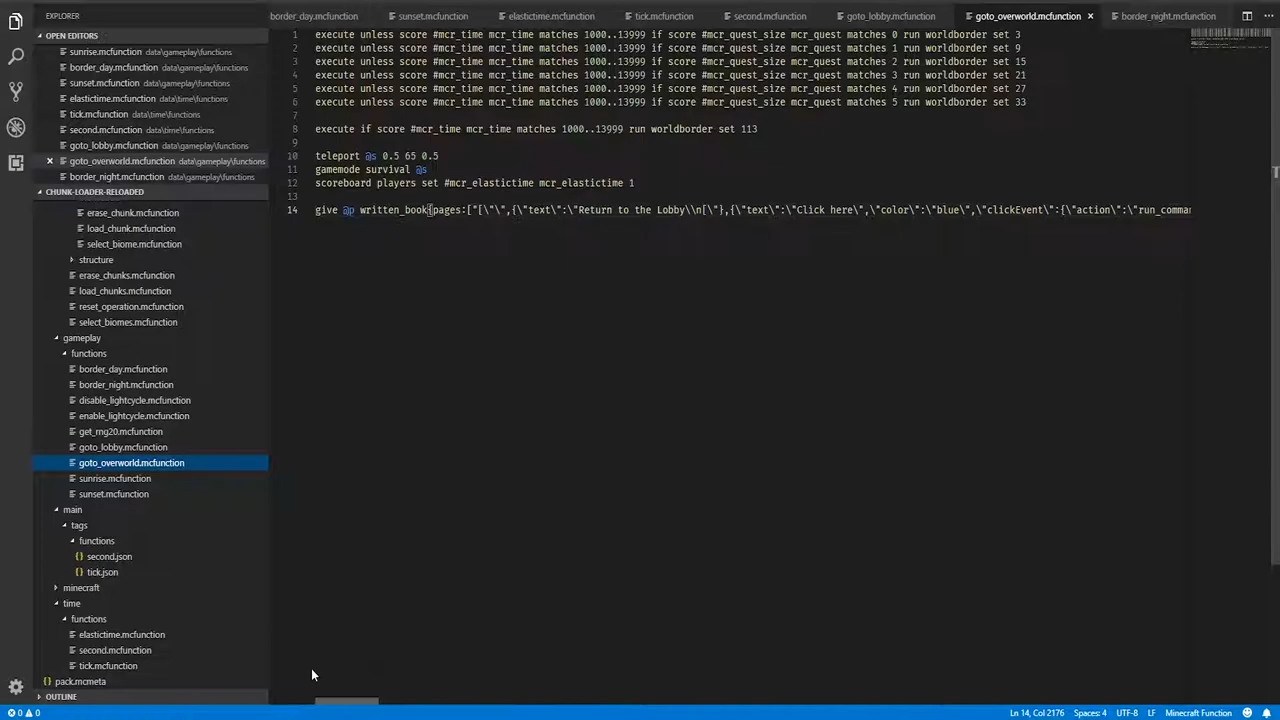 EXPLORER
OPEN EDITORS
sunrise.mcfunction data\gameplay\functions
border_day.mcfunction data\gameplay\functions
sunset.mcfunction data\gameplay\functions
elastictime.mcfunction data\time\functions
tick.mcfunction data\time\functions
second.mcfunction data\time\functions
goto_lobby.mcfunction data\gameplay\functions
goto_overworld.mcfunction data\gameplay\functions
border_night.mcfunction data\gameplay\functions
CHUNK-LOADER-RELOADED
erase_chunk.mcfunction
load_chunk.mcfunction
select_biome.mcfunction
structure
erase_chunks.mcfunction
load_chunks.mcfunction
reset_operation.mcfunction
select_biomes.mcfunction
gameplay
functions
border_day.mcfunction
border_night.mcfunction
disable_lightcycle.mcfunction
enable_lightcycle.mcfunction
get_rng20.mcfunction
goto_lobby.mcfunction
goto_overworld.mcfunction
sunrise.mcfunction
sunset.mcfunction
main
tags
functions
{} second.json
{} tick.json
minecraft
time
functions
elastictime.mcfunction
second.mcfunction
tick.mcfunction
pack.mcmeta
OUTLINE
border_day.mcfunction sunset.mcfunction elastictime.mcfunction tick.mcfunction second.mcfunction goto_lobby.mcfunction goto_overworld.mcfunction × border_night.mcfunction
1 execute unless score #mcr_time mcr_time matches 1000..13999 if score #mcr_quest_size mcr_quest matches 0 run worldborder set 3
2 execute unless score #mcr_time mcr_time matches 1000..13999 if score #mcr_quest_size mcr_quest matches 1 run worldborder set 9
3 execute unless score #mcr_time mcr_time matches 1000..13999 if score #mcr_quest_size mcr_quest matches 2 run worldborder set 15
4 execute unless score #mcr_time mcr_time matches 1000..13999 if score #mcr_quest_size mcr_quest matches 3 run worldborder set 21
5 execute unless score #mcr_time mcr_time matches 1000..13999 if score #mcr_quest_size mcr_quest matches 4 run worldborder set 27
6 execute unless score #mcr_time mcr_time matches 1000..13999 if score #mcr_quest_size mcr_quest matches 5 run worldborder set 33
7
8 execute if score #mcr_time mcr_time matches 1000..13999 run worldborder set 113
9
10 teleport @s 0.5 65 0.5
11 gamemode survival @s
12 scoreboard players set #mcr_elastictime mcr_elastictime 1
13
14 give @p written_book{pages:["[\"\",{\"text\":\"Return to the Lobby\\n[\"},{\"text\":\"Click here\",\"color\":\"blue\",\"clickEvent\":{\"action\":\"run_comma
0 0 Ln 14, Col 2176 Spaces: 4 UTF-8 LF Minecraft Function